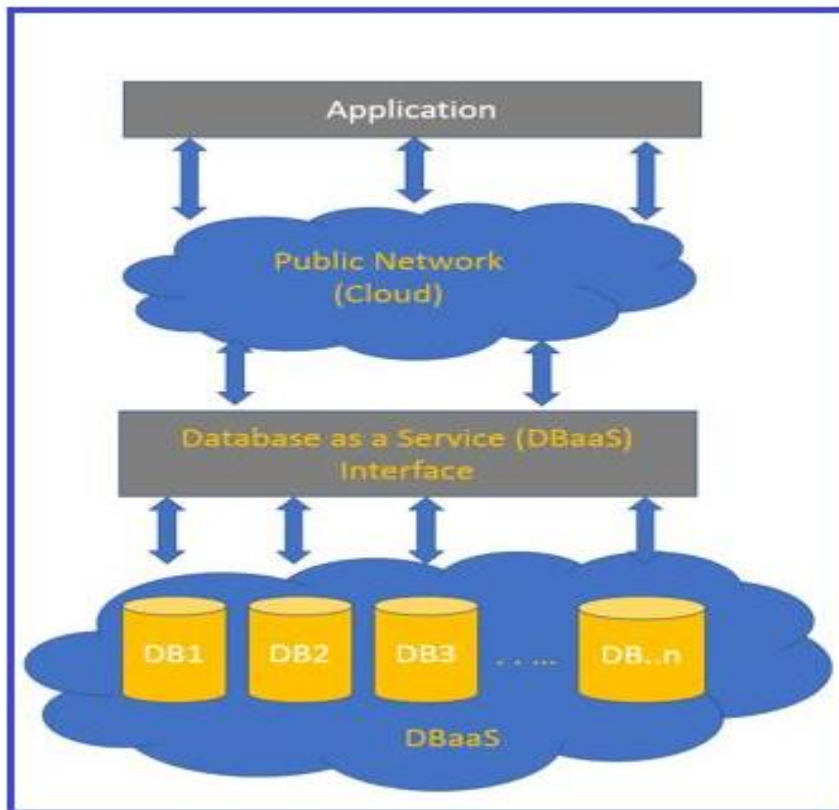 Application
Public Network
(Cloud)
Database as a Service (DBaaS)
Interface
DB1 DB2 DB3 . . ... DB..n
DBaaS